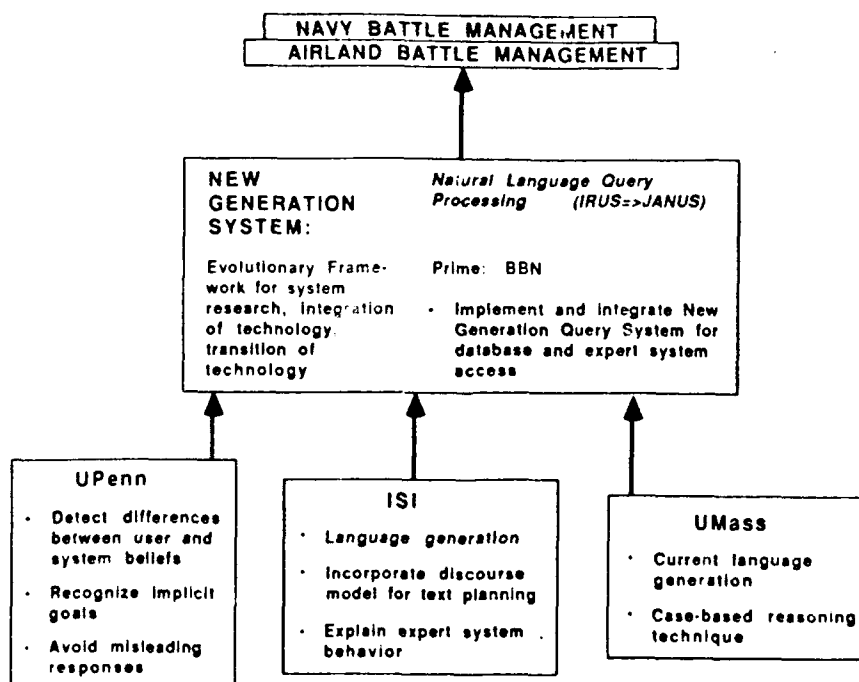 NAVY BATTLE MANAGEMENT
AIRLAND BATTLE MANAGEMENT
NEW
GENERATION
SYSTEM:
Evolutionary Frame-
work for system
research, integration
of technology,
transition of
technology
Natural Language Query
Processing (IRUS=>JANUS)
Prime: BBN
· Implement and integrate New
Generation Query System for
database and expert system
access
UPenn
· Detect differences
between user and
system beliefs
· Recognize implicit
goals
· Avoid misleading
responses
ISI
· Language generation
· Incorporate discourse
model for text planning
· Explain expert system
behavior
UMass
· Current language
generation
· Case-based reasoning
technique